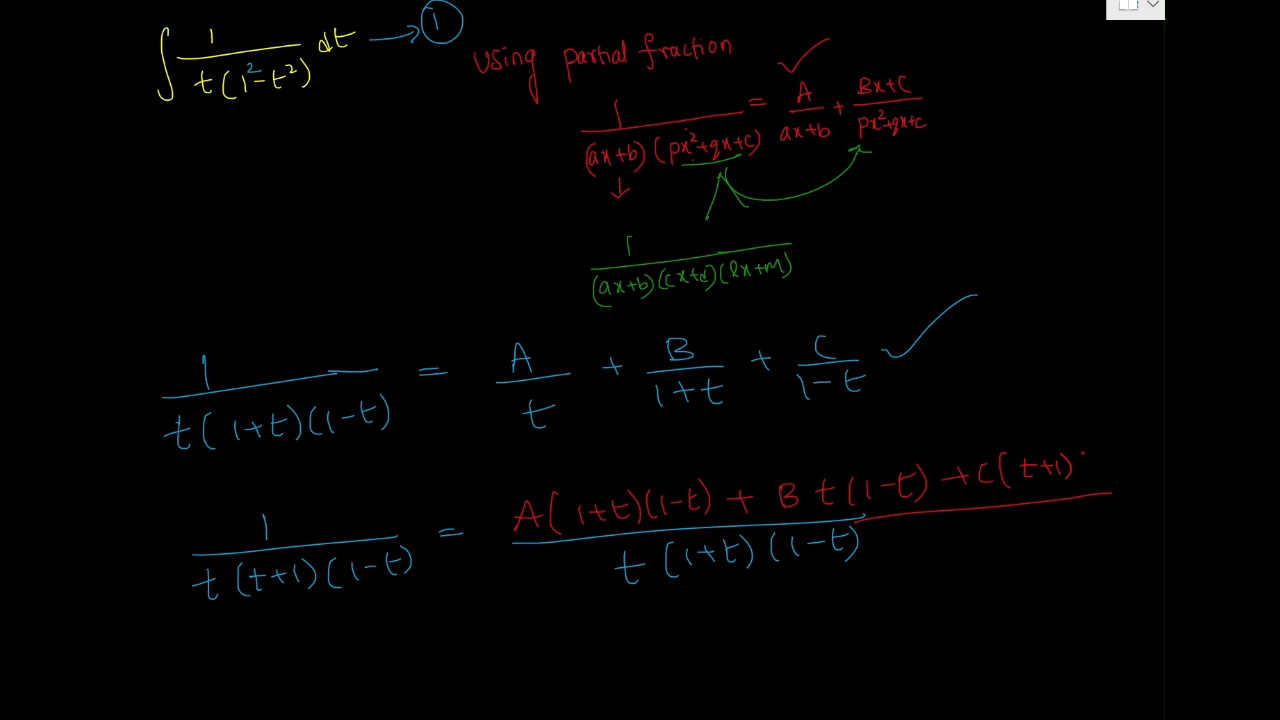 ∫ 1/(t(1²-t²)) dt → ①
Using partial fraction
1/((ax+b)(px²+qx+c)) = A/(ax+b) + (Bx+C)/(px²+qx+c)
1/((ax+b)(cx+d)(lx+m))
1/(t(1+t)(1-t)) = A/t + B/(1+t) + C/(1-t)
1/(t(t+1)(1-t)) = (A(1+t)(1-t) + Bt(1-t) + C(t+1))/(t(1+t)(1-t))